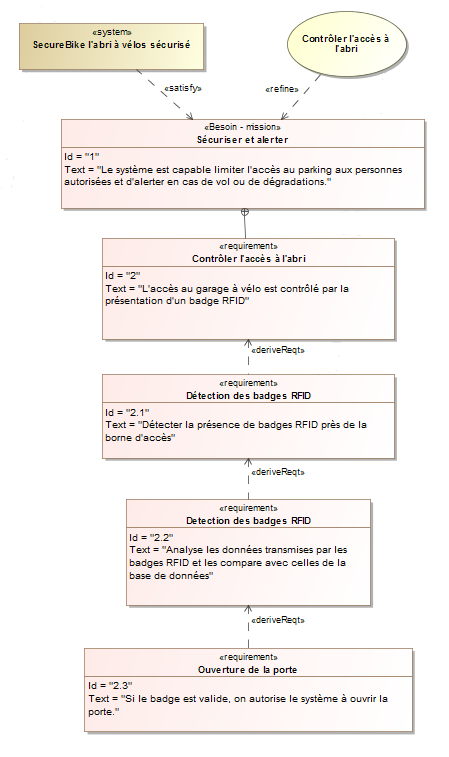 «system»
SecureBike l'abri à vélos sécurisé
Contrôler l'accès à
l'abri
«satisfy»
«refine»
«Besoin - mission»
Sécuriser et alerter
Id = "1"
Text = "Le système est capable limiter l'accès au parking aux personnes
autorisées et d'alerter en cas de vol ou de dégradations."
«requirement»
Contrôler l'accès à l'abri
Id = "2"
Text = "L'accès au garage à vélo est contrôlé par la
présentation d'un badge RFID"
«deriveReqt»
«requirement»
Détection des badges RFID
Id = "2.1"
Text = "Détecter la présence de badges RFID près de la
borne d'accès"
«deriveReqt»
«requirement»
Detection des badges RFID
Id = "2.2"
Text = "Analyse les données transmises par les
badges RFID et les compare avec celles de la
base de données"
«deriveReqt»
«requirement»
Ouverture de la porte
Id = "2.3"
Text = "Si le badge est valide, on autorise le système à ouvrir la
porte."